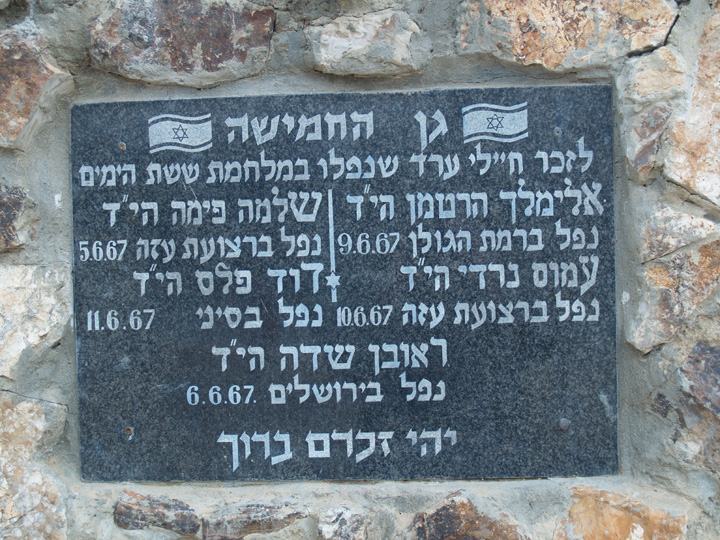 גן החמישה
לזכר חיילי ערד שנפלו במלחמת ששת הימים
אלימלך הרטמן הי"ד
נפל ברמת הגולן 9.6.67
עמוס נרדי הי"ד
נפל ברצועת עזה 10.6.67
שלמה פימה הי"ד
נפל ברצועת עזה 5.6.67
דוד פלס הי"ד
נפל בסיני 11.6.67
ראובן שדה הי"ד
נפל בירושלים 6.6.67.
יהי זכרם ברוך